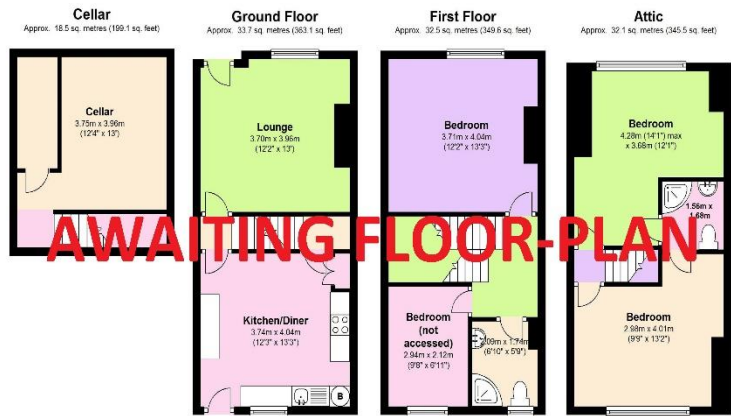 Cellar
Approx. 18.5 sq. metres (199.1 sq. feet)
Cellar
3.75m x 3.96m
(12'4" x 13')
Ground Floor
Approx. 33.7 sq. metres (363.1 sq. feet)
Lounge
3.70m x 3.96m
(12'2" x 13')
Kitchen/Diner
3.74m x 4.04m
(12'3" x 13'3")
B
First Floor
Approx. 32.5 sq. metres (349.6 sq. feet)
Bedroom
3.71m x 4.04m
(12'2" x 13'3")
Bedroom
(not
accessed)
2.94m x 2.12m
(9'8" x 6'11")
2.09m x 1.74m
(6'10" x 5'9")
Attic
Approx. 32.1 sq. metres (345.5 sq. feet)
Bedroom
4.28m (14'1") max
x 3.68m (12'1")
1.56m x
1.68m
Bedroom
2.98m x 4.01m
(9'9" x 13'2")
AWAITING FLOOR-PLAN